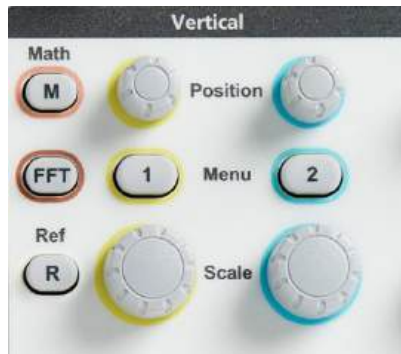 Vertical
Math
M
Position
FFT
1
Menu
2
Ref
R
Scale